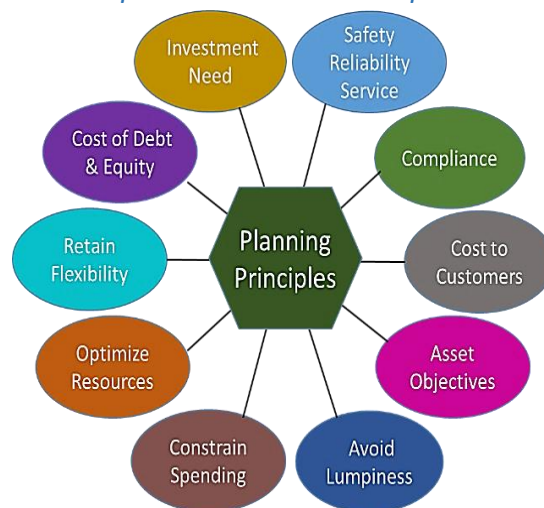 Investment
Need
Safety
Reliability
Service
Cost of Debt
& Equity
Compliance
Planning
Principles
Retain
Flexibility
Cost to
Customers
Optimize
Resources
Asset
Objectives
Constrain
Spending
Avoid
Lumpiness